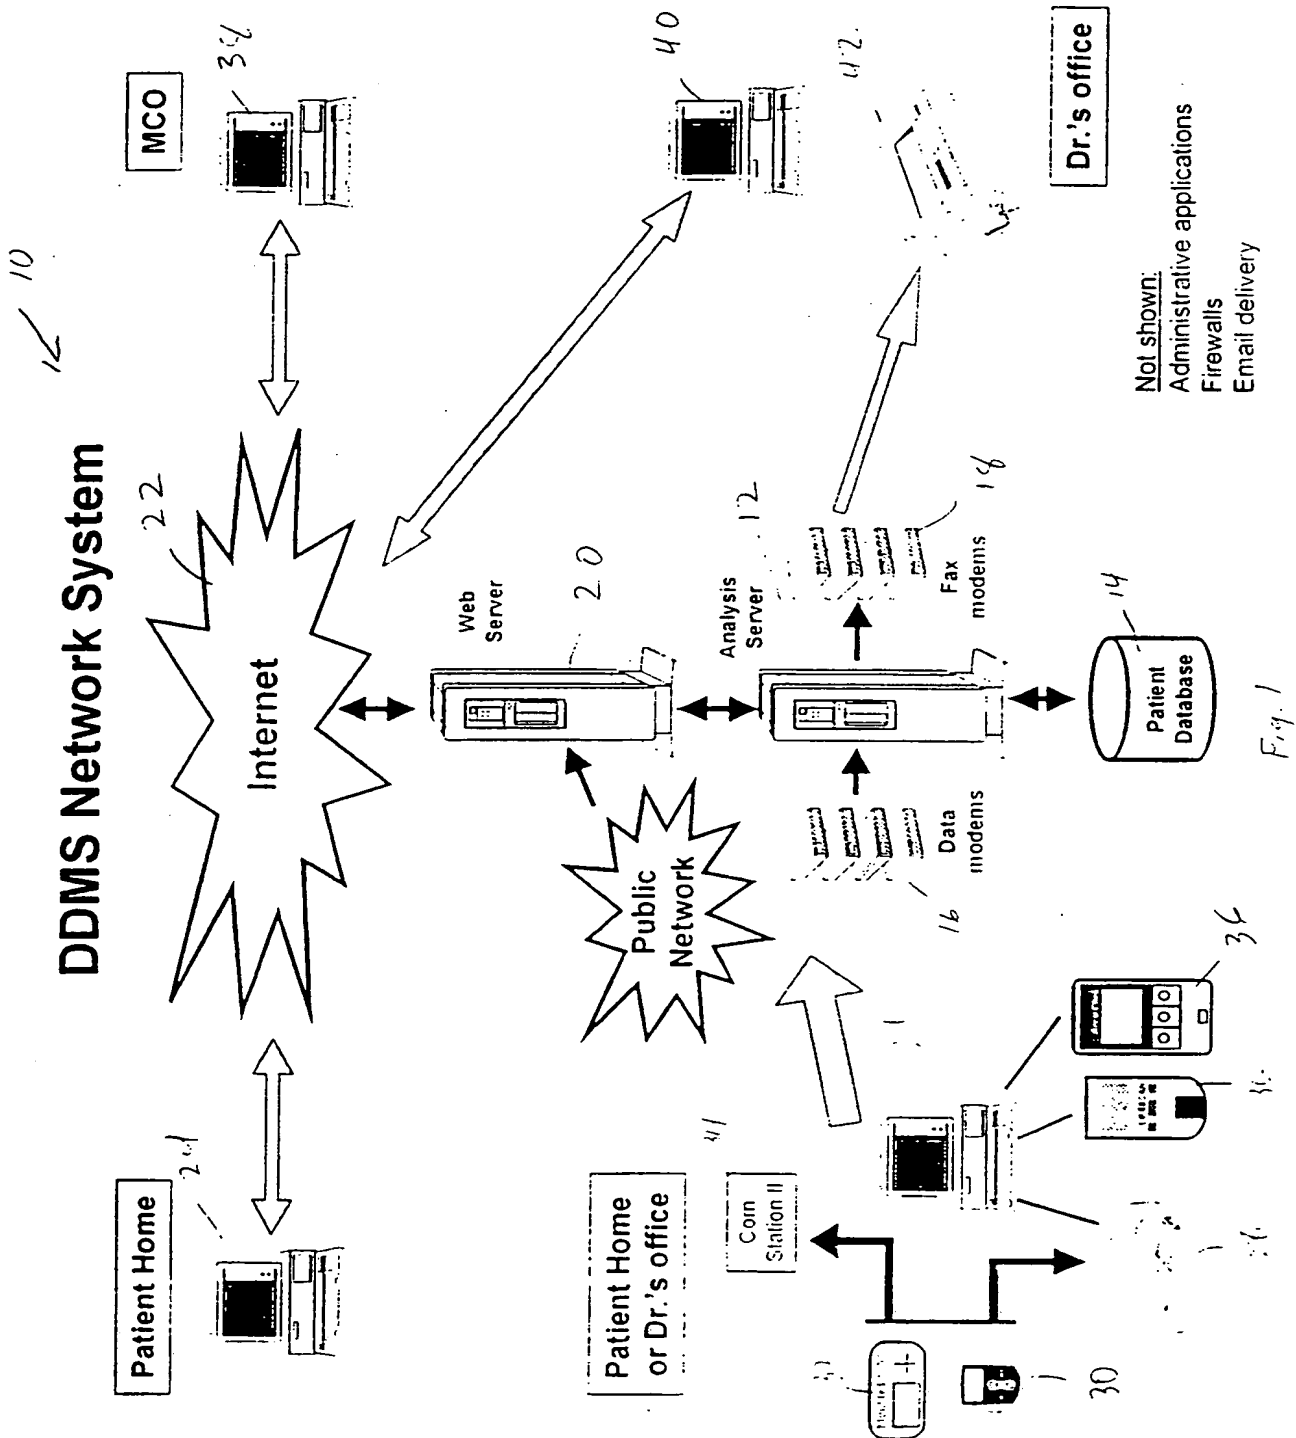 DDMS Network System
10
Patient Home
Internet
22
MCO
Web
Server
20
Public
Network
40
Patient Home
or Dr.'s office
Com
Station II
Analysis
Server
12
Data
modems
16
Fax
modems
18
42
Dr.'s office
30
Patient
Database
14
Not shown:
Administrative applications
Firewalls
Email delivery
Fig. 1